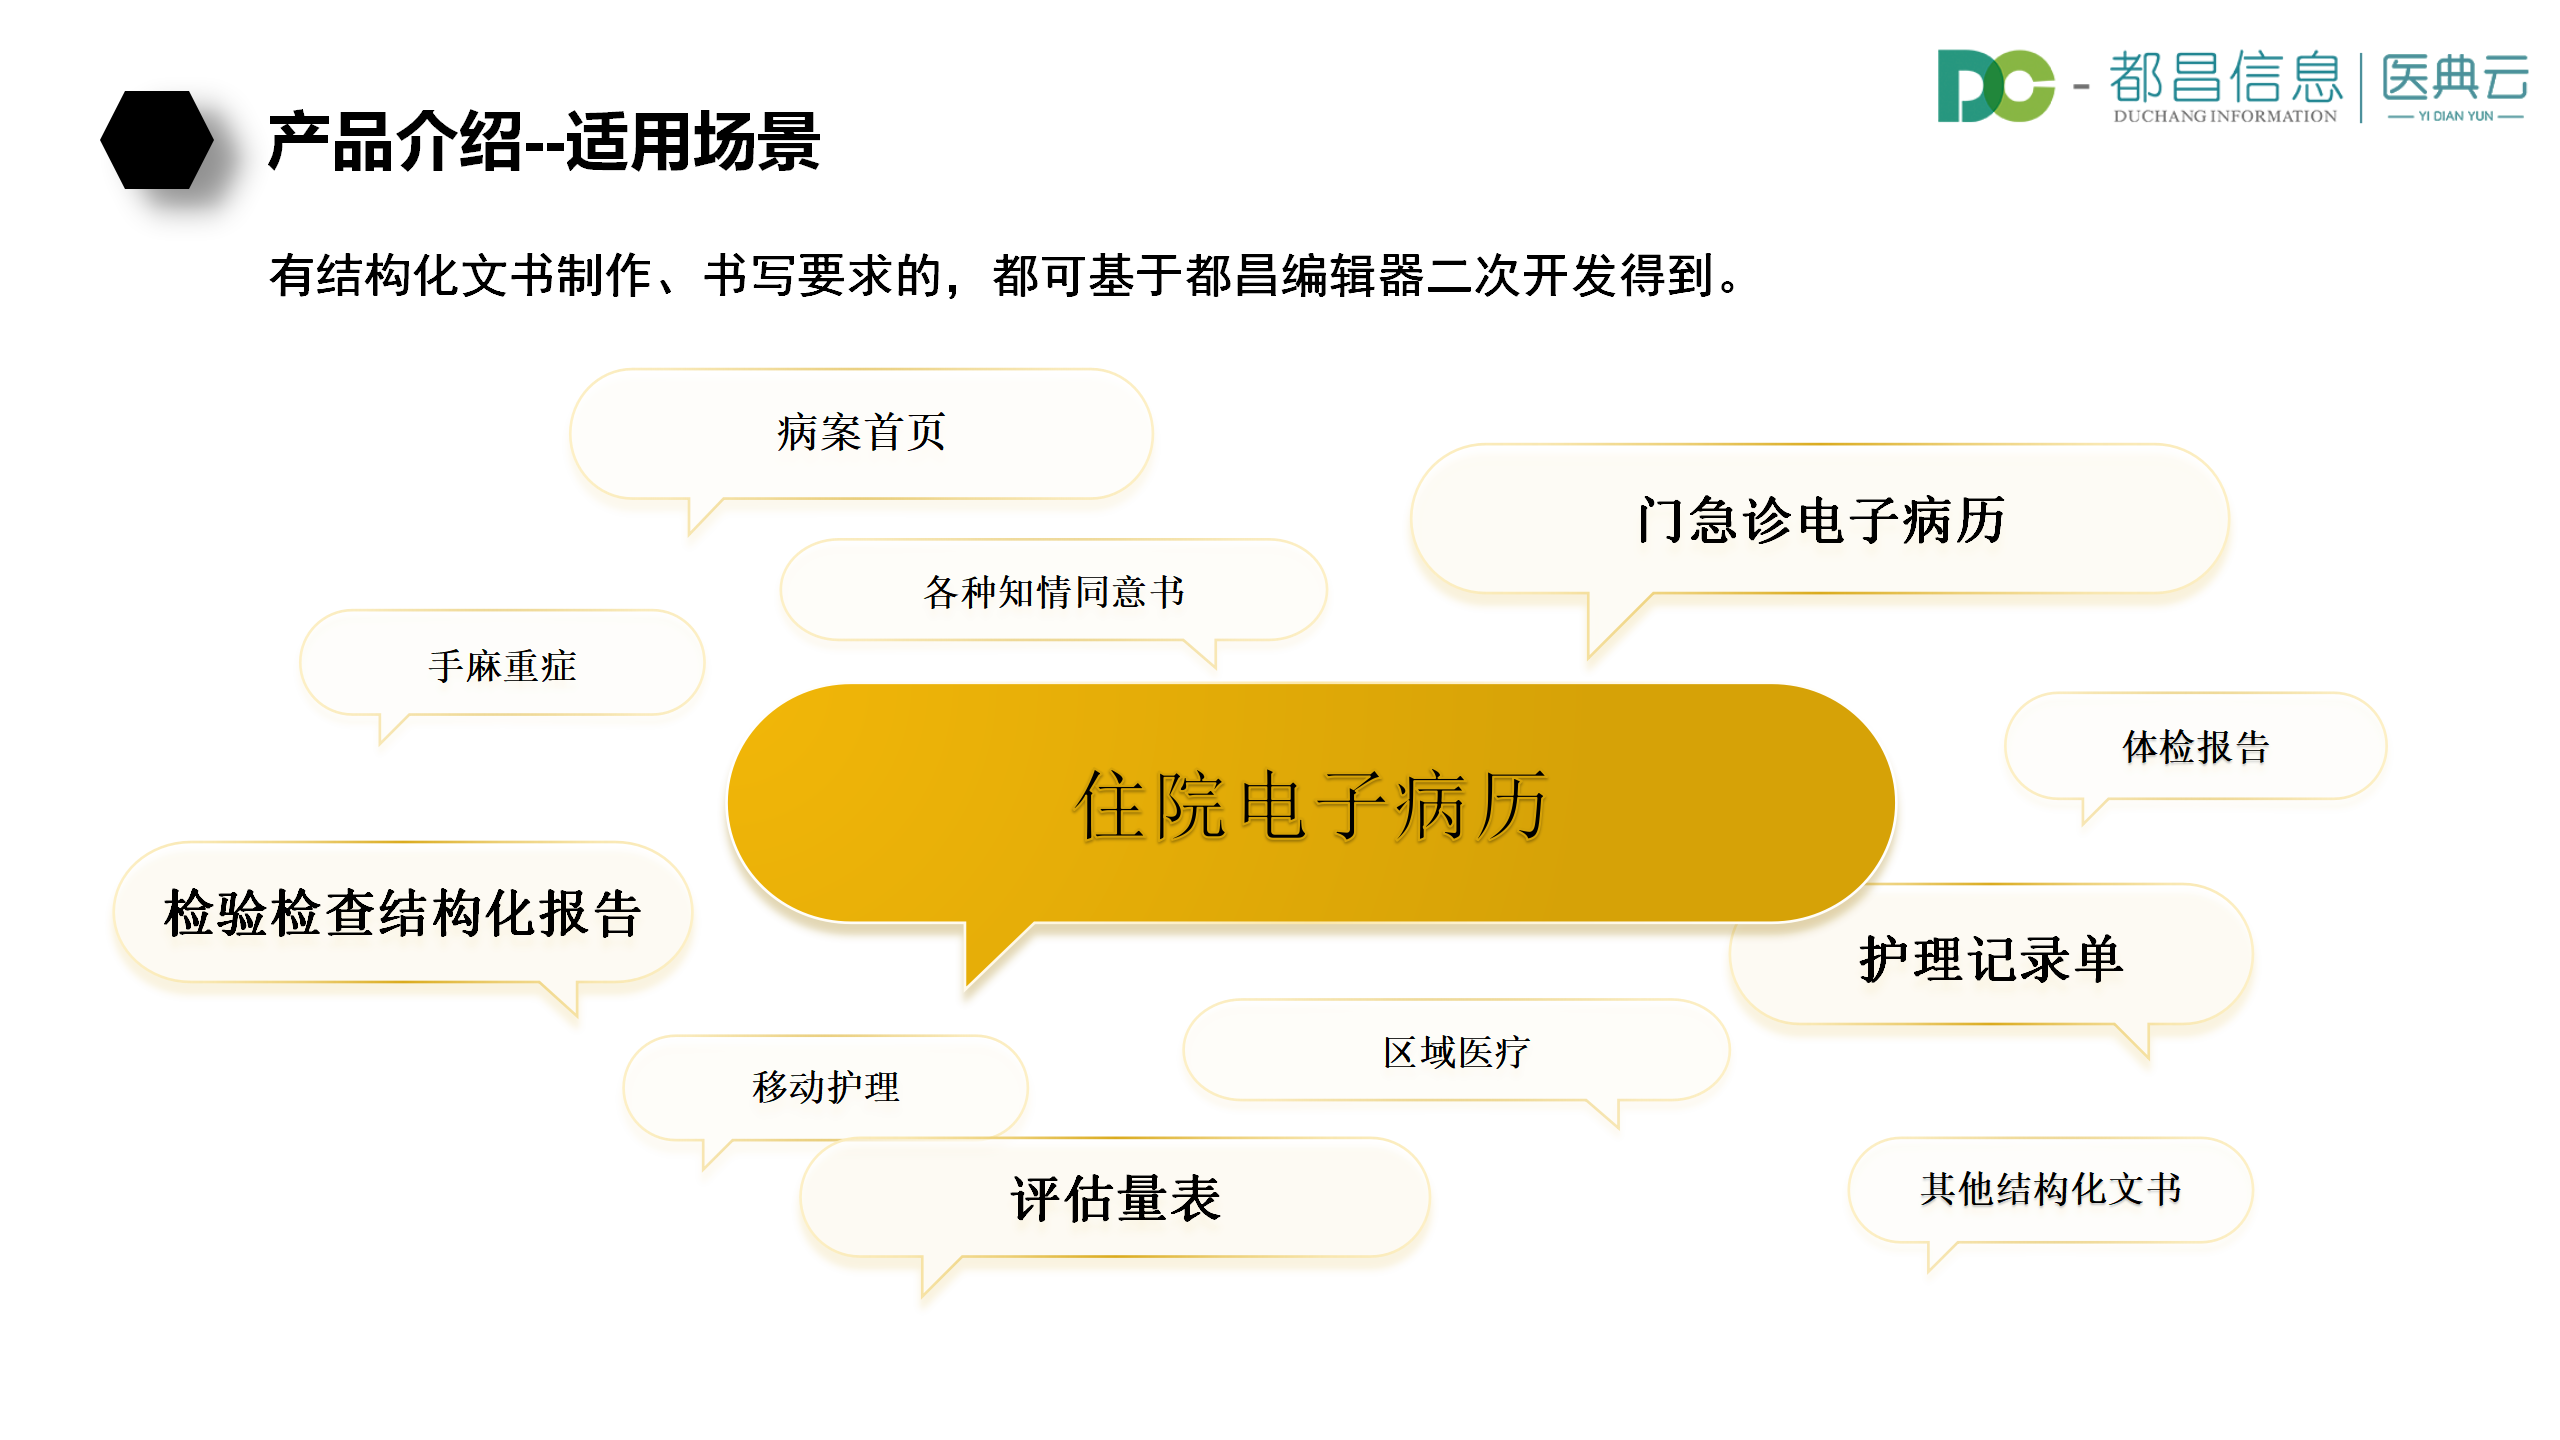 DC - 都昌信息 | 医典云
DUCHANG INFORMATION
YI DIAN YUN
产品介绍--适用场景
有结构化文书制作、书写要求的，都可基于都昌编辑器二次开发得到。
病案首页
门急诊电子病历
各种知情同意书
手麻重症
体检报告
住院电子病历
检验检查结构化报告
护理记录单
区域医疗
移动护理
评估量表
其他结构化文书